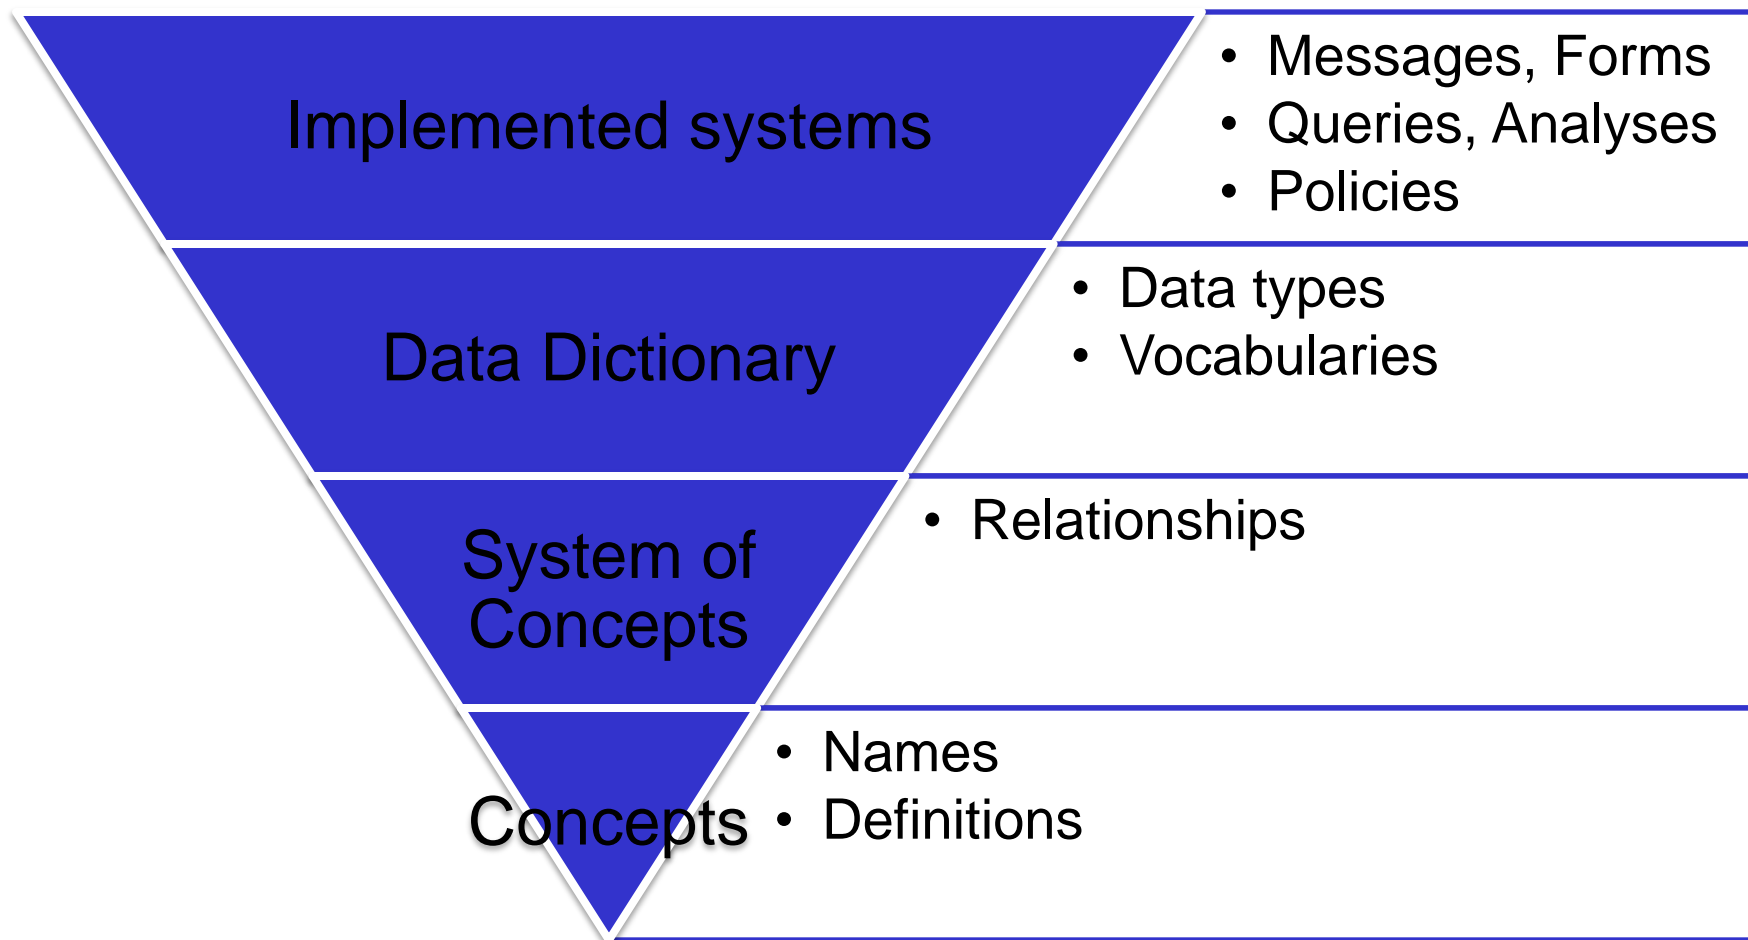 Implemented systems
• Messages, Forms
• Queries, Analyses
• Policies
Data Dictionary
• Data types
• Vocabularies
System of
Concepts
• Relationships
Concepts
• Names
• Definitions